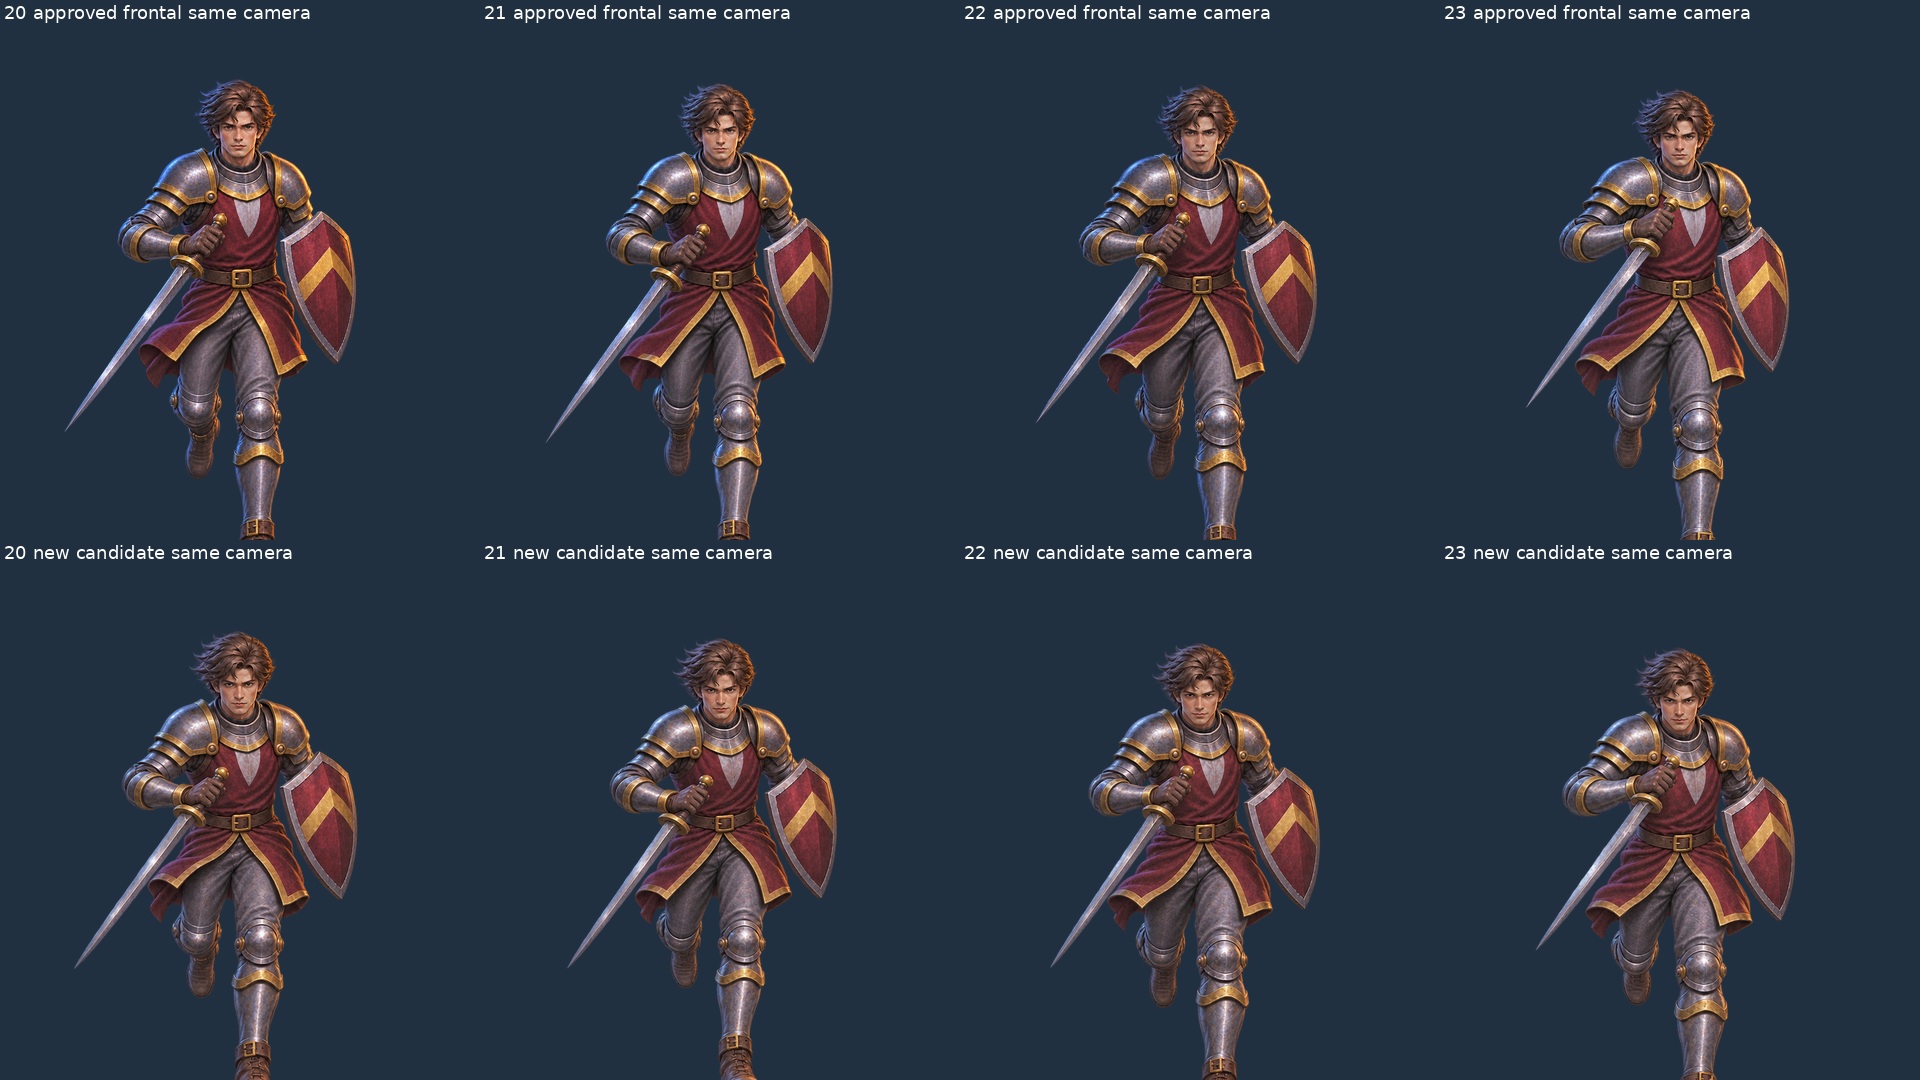 20 approved frontal same camera
21 approved frontal same camera
22 approved frontal same camera
23 approved frontal same camera
20 new candidate same camera
21 new candidate same camera
22 new candidate same camera
23 new candidate same camera